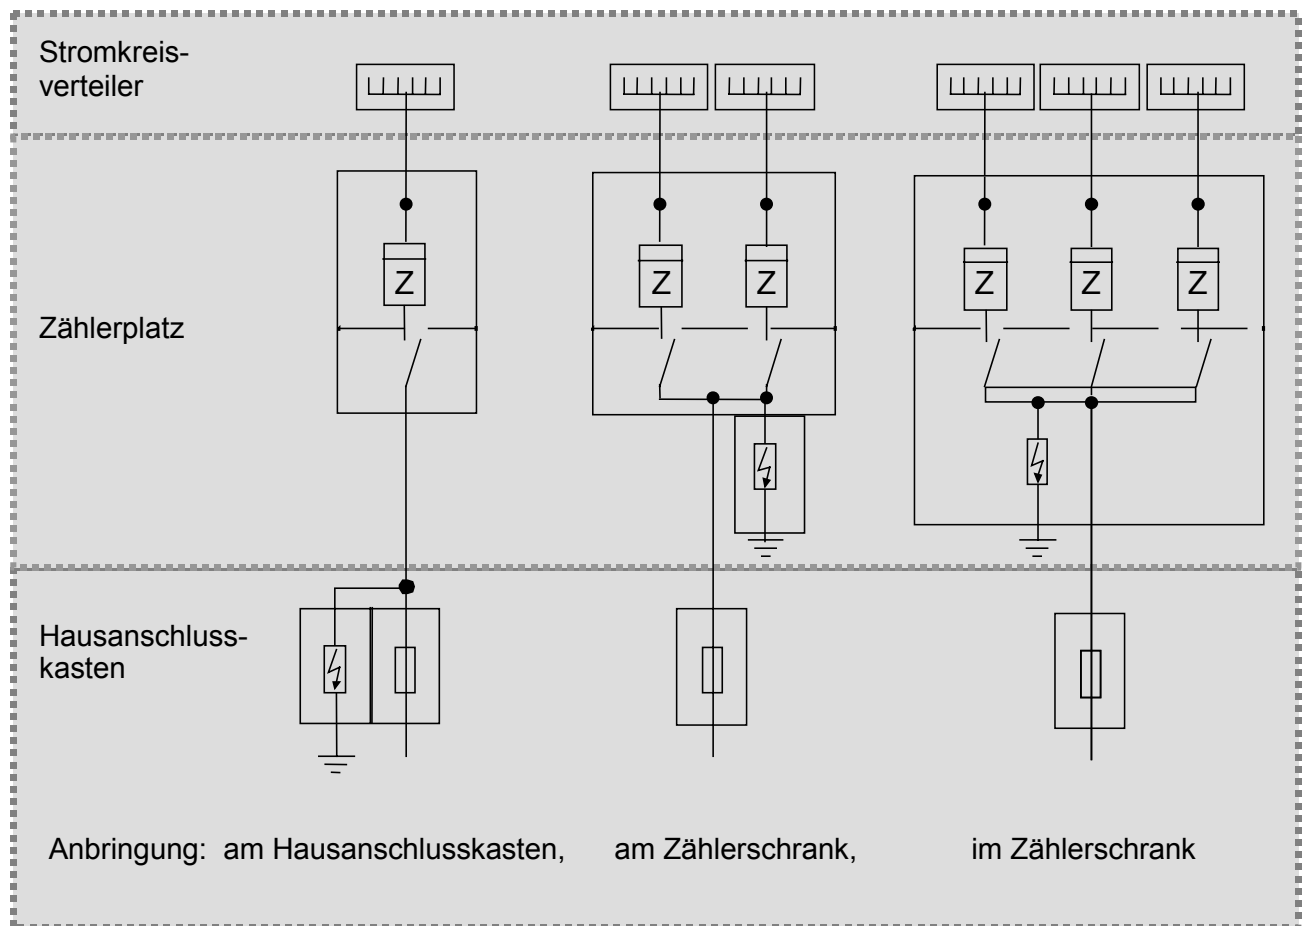 Stromkreis-
verteiler
Z
Z Z
Z Z Z
Zählerplatz
Hausanschluss-
kasten
Anbringung: am Hausanschlusskasten, am Zählerschrank, im Zählerschrank